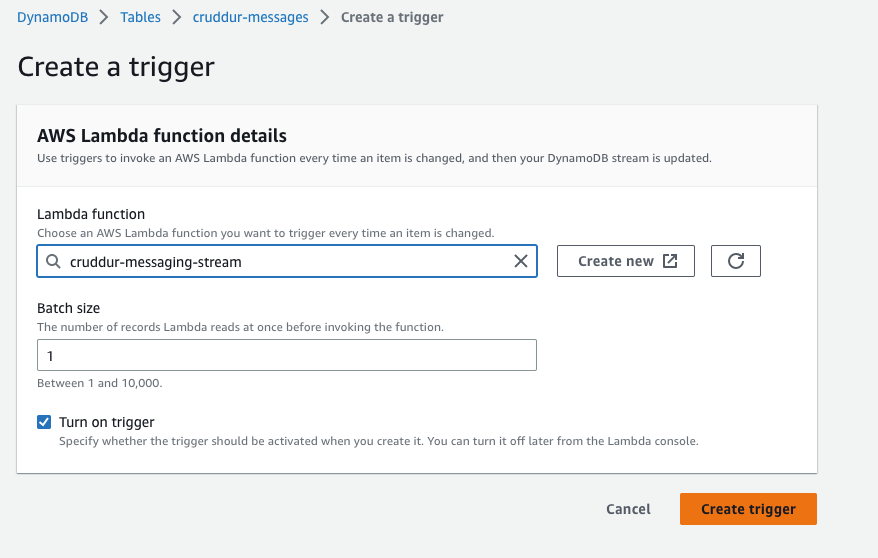 DynamoDB > Tables > cruddur-messages > Create a trigger
Create a trigger
AWS Lambda function details
Use triggers to invoke an AWS Lambda function every time an item is changed, and then your DynamoDB stream is updated.
Lambda function
Choose an AWS Lambda function you want to trigger every time an item is changed.
cruddur-messaging-stream
Create new
Batch size
The number of records Lambda reads at once before invoking the function.
1
Between 1 and 10,000.
Turn on trigger
Specify whether the trigger should be activated when you create it. You can turn it off later from the Lambda console.
Cancel
Create trigger